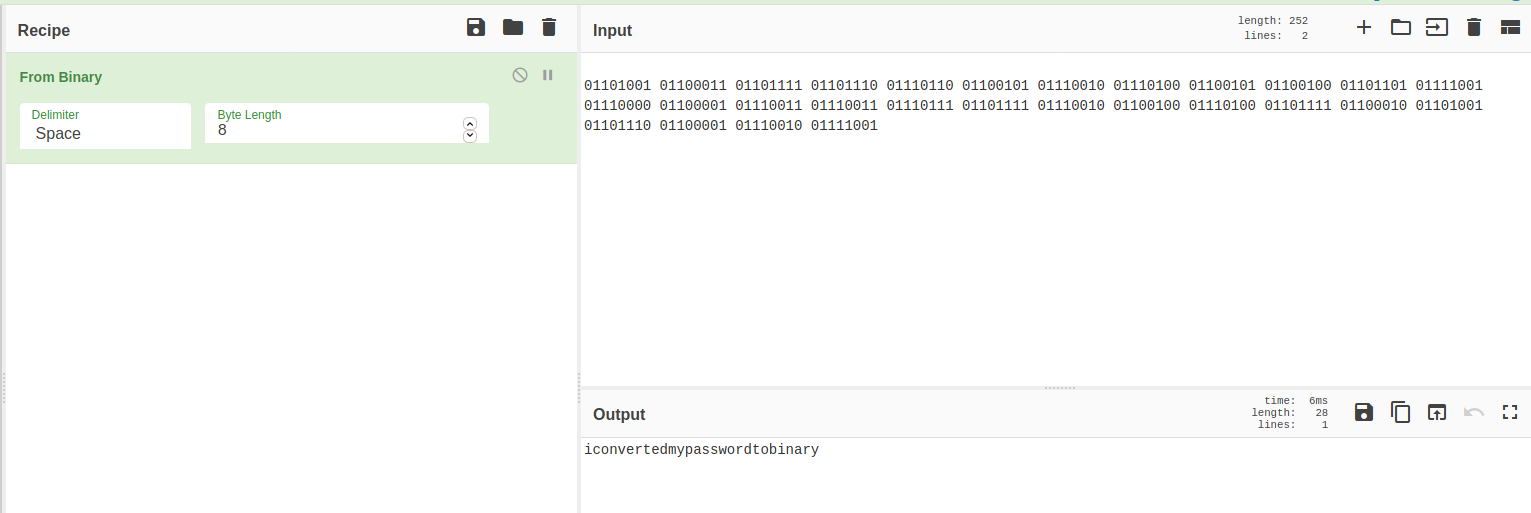 Recipe
From Binary
Delimiter
Space
Byte Length
8
Input
length: 252
lines: 2
01101001 01100011 01101111 01101110 01110110 01100101 01110010 01110100 01100101 01100100 01101101 01111001
01110000 01100001 01110011 01110011 01110111 01101111 01110010 01100100 01110100 01101111 01100010 01101001
01101110 01100001 01110010 01111001
Output
time: 6ms
length: 28
lines: 1
iconvertedmypasswordtobinary